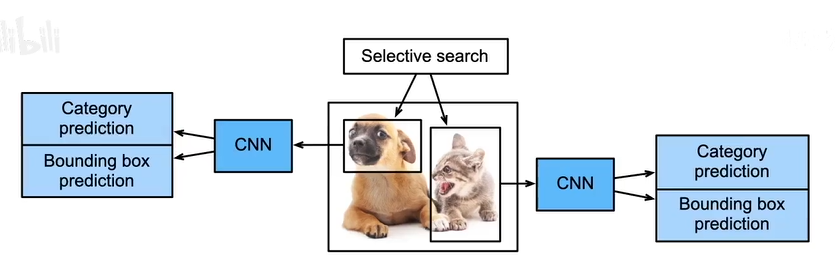 Selective search
Category
prediction
Bounding box
prediction
CNN
CNN
Category
prediction
Bounding box
prediction